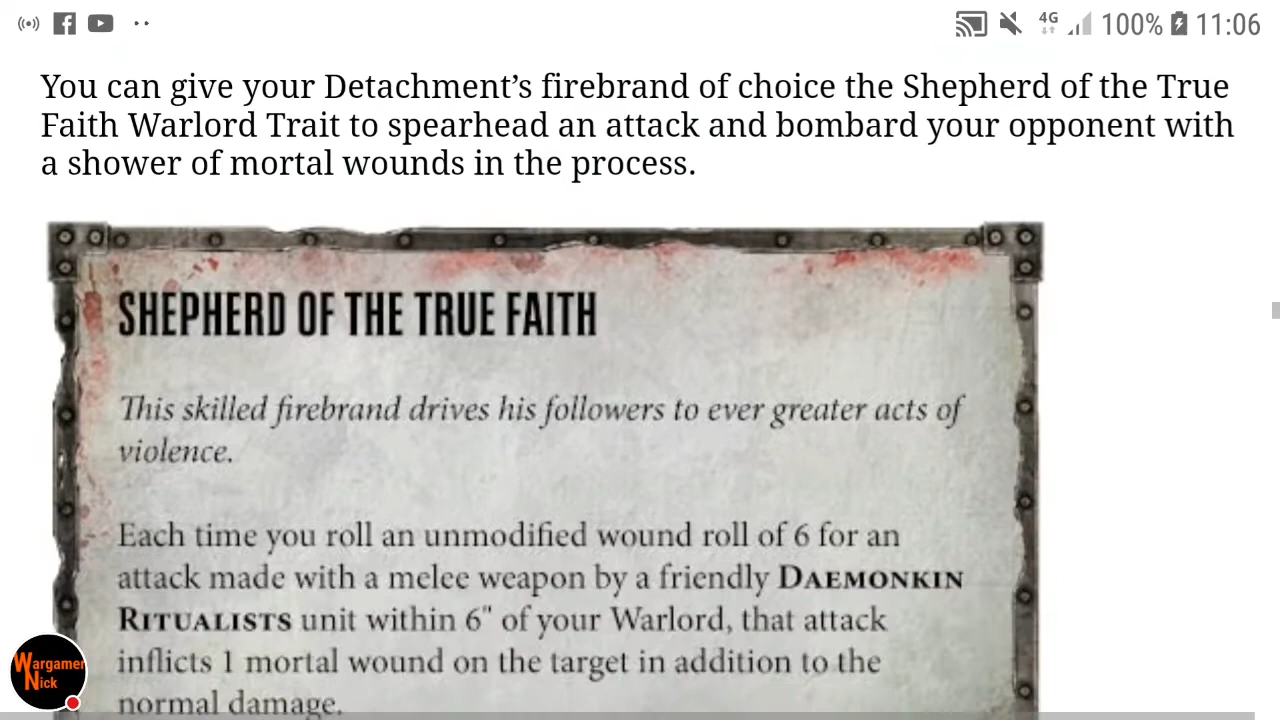 4G 100% 11:06
You can give your Detachment’s firebrand of choice the Shepherd of the True
Faith Warlord Trait to spearhead an attack and bombard your opponent with
a shower of mortal wounds in the process.
SHEPHERD OF THE TRUE FAITH
This skilled firebrand drives his followers to ever greater acts of
violence.
Each time you roll an unmodified wound roll of 6 for an
attack made with a melee weapon by a friendly DAEMONKIN
RITUALISTS unit within 6" of your Warlord, that attack
inflicts 1 mortal wound on the target in addition to the
normal damage.
Wargamer
Nick